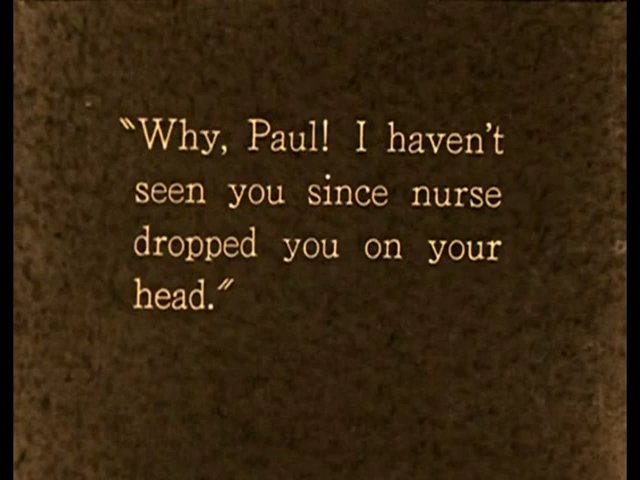 "Why, Paul! I haven't
seen you since nurse
dropped you on your
head."